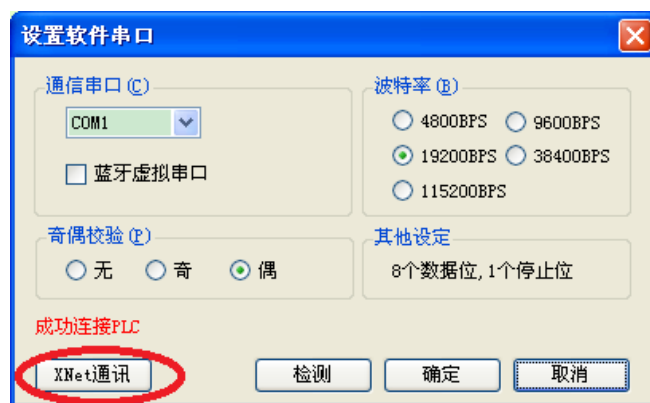 设置软件串口
通信串口(C)
COM1
蓝牙虚拟串口
波特率(B)
4800BPS 9600BPS
19200BPS 38400BPS
115200BPS
奇偶校验(P)
无 奇 偶
其他设定
8个数据位,1个停止位
成功连接PLC
XNet通讯 检测 确定 取消